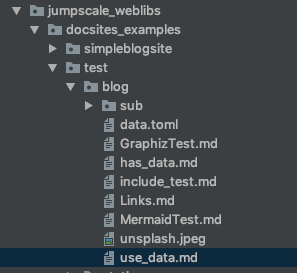 jumpscale_weblibs
docsites_examples
simpleblogsite
test
blog
sub
data.toml
GraphizTest.md
has_data.md
include_test.md
Links.md
MermaidTest.md
unsplash.jpeg
use_data.md